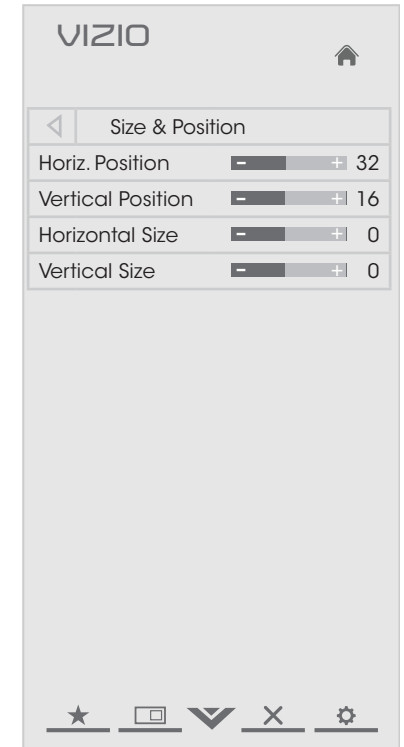 VIZIO
Size & Position
Horiz. Position - + 32
Vertical Position - + 16
Horizontal Size - + 0
Vertical Size - + 0